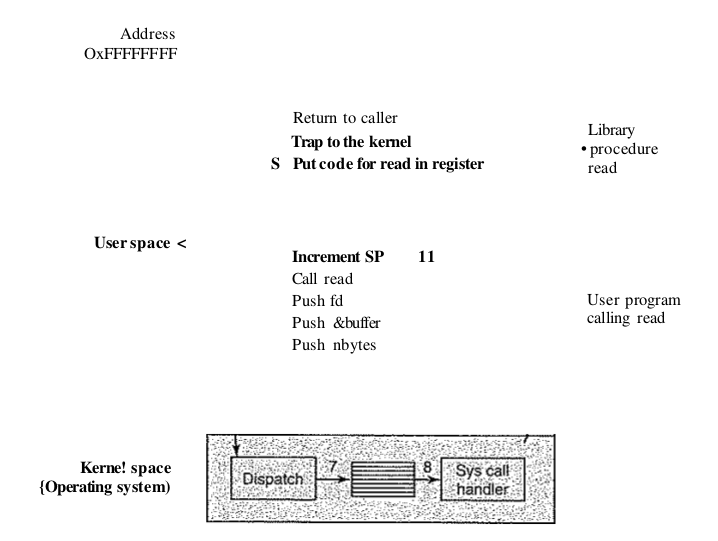 Address
OxFFFFFFFF
Return to caller
Trap to the kernel
S Put code for read in register
Library
• procedure
read
User space <
Increment SP 11
Call read
Push fd
Push &buffer
Push nbytes
User program
calling read
Kerne! space
{Operating system)
Dispatch
7
8
Sys call
handler